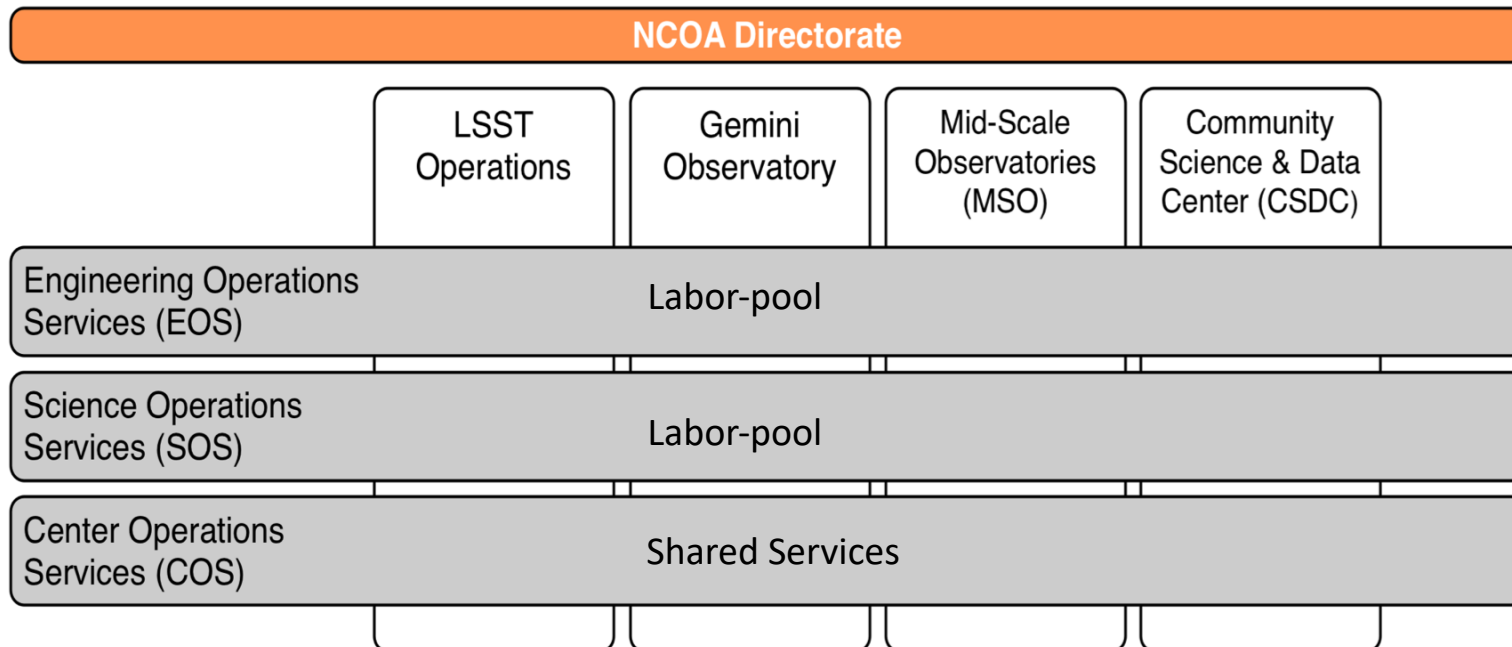 NCOA Directorate
LSST
Operations
Gemini
Observatory
Mid-Scale
Observatories
(MSO)
Community
Science & Data
Center (CSDC)
Engineering Operations
Services (EOS)
Labor-pool
Science Operations
Services (SOS)
Labor-pool
Center Operations
Services (COS)
Shared Services